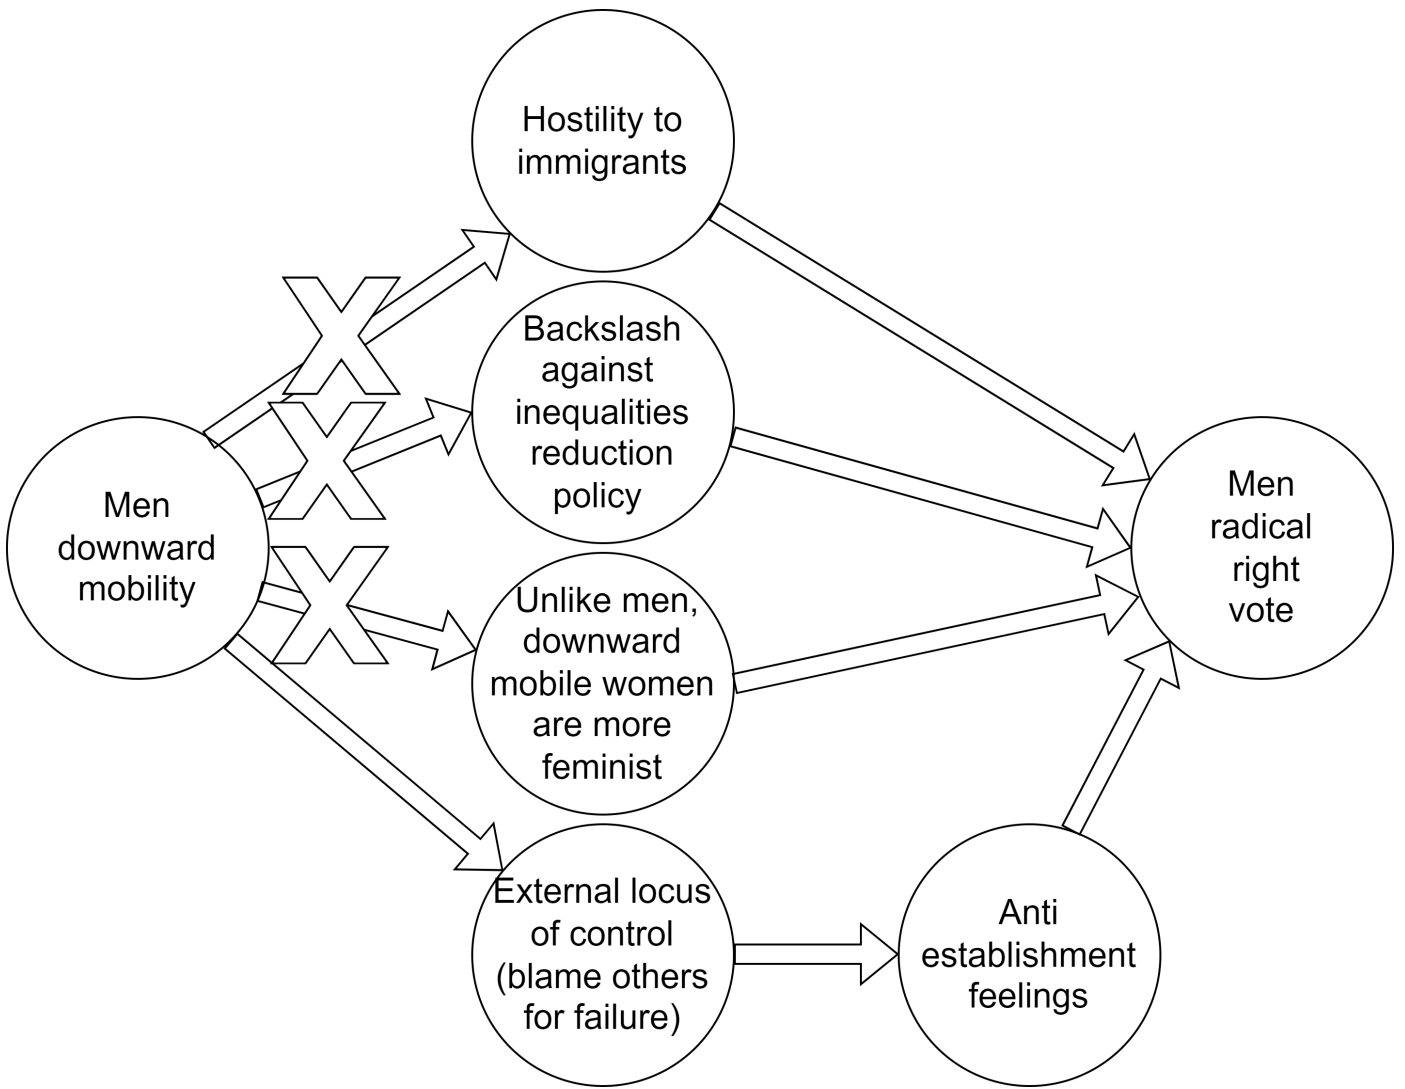 Hostility to
immigrants
X
Backslash
against
inequalities
reduction
policy
X
Men
downward
mobility
X
Unlike men,
downward
mobile women
are more
feminist
Men
radical
right
vote
External locus
of control
(blame others
for failure)
Anti
establishment
feelings